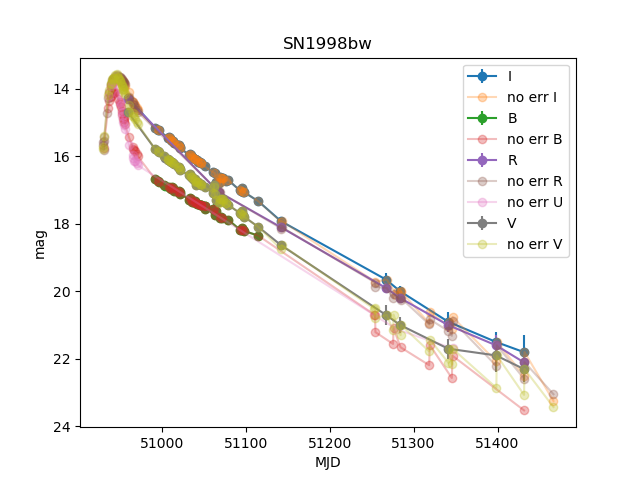 SN1998bw
14
16
18
20
22
24
mag
51000
51100
51200
51300
51400
MJD
I
no err I
B
no err B
R
no err R
no err U
V
no err V